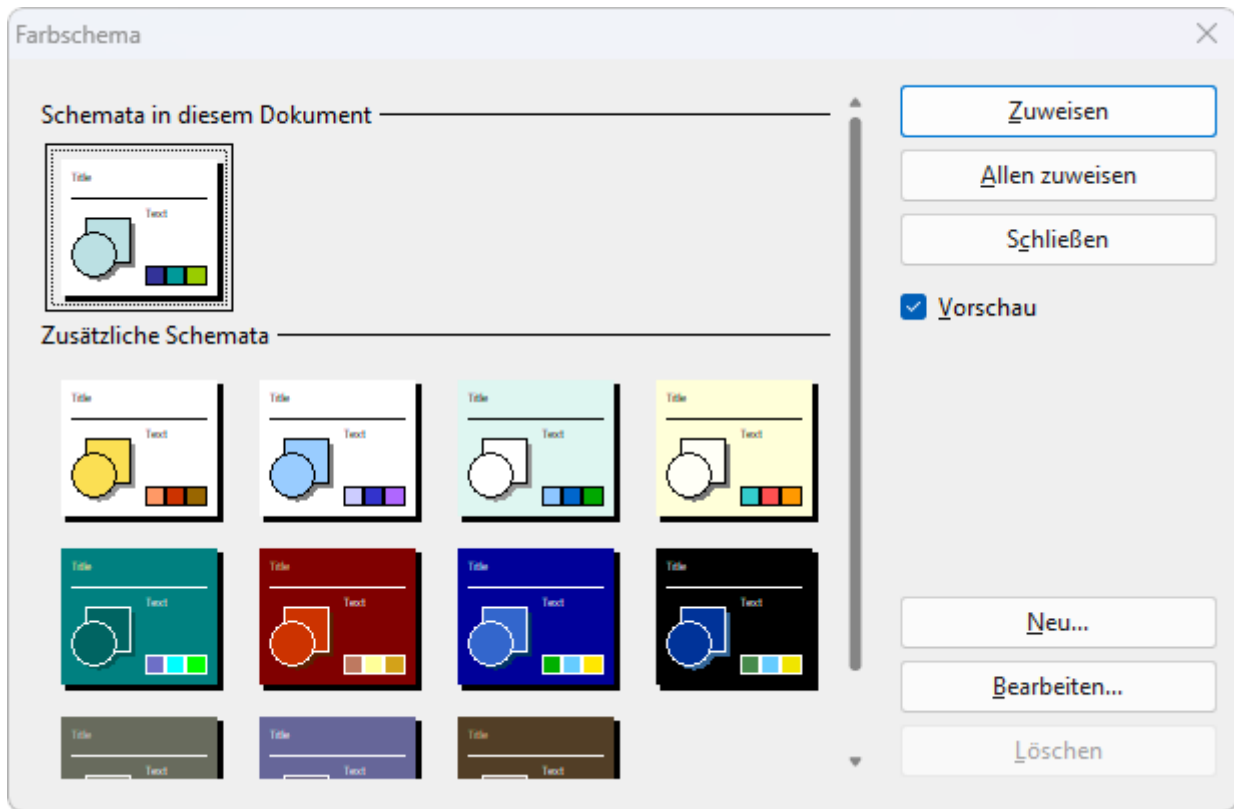 Farbschema
Schemata in diesem Dokument
Title
Text
Zusätzliche Schemata
Title
Text
Title
Text
Title
Text
Title
Text
Title
Text
Title
Text
Title
Text
Title
Text
Title
Text
Title
Text
Title
Text
Zuweisen
Allen zuweisen
Schließen
Vorschau
Neu...
Bearbeiten...
Löschen